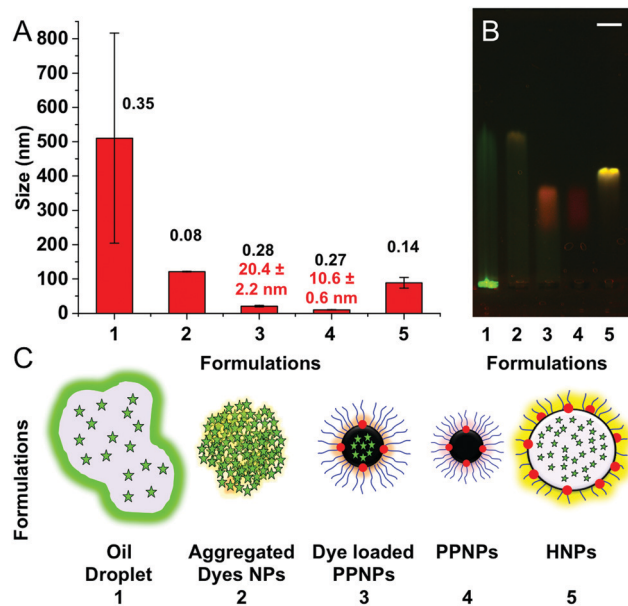 A
B
Size (nm)
800
700
600
500
400
300
200
100
0
0.35
0.08
0.28
20.4 ±
2.2 nm
0.27
10.6 ±
0.6 nm
0.14
1 2 3 4 5
Formulations
1 2 3 4 5
Formulations
C
Formulations
Oil
Droplet
1
Aggregated
Dyes NPs
2
Dye loaded
PPNPs
3
PPNPs
4
HNPs
5